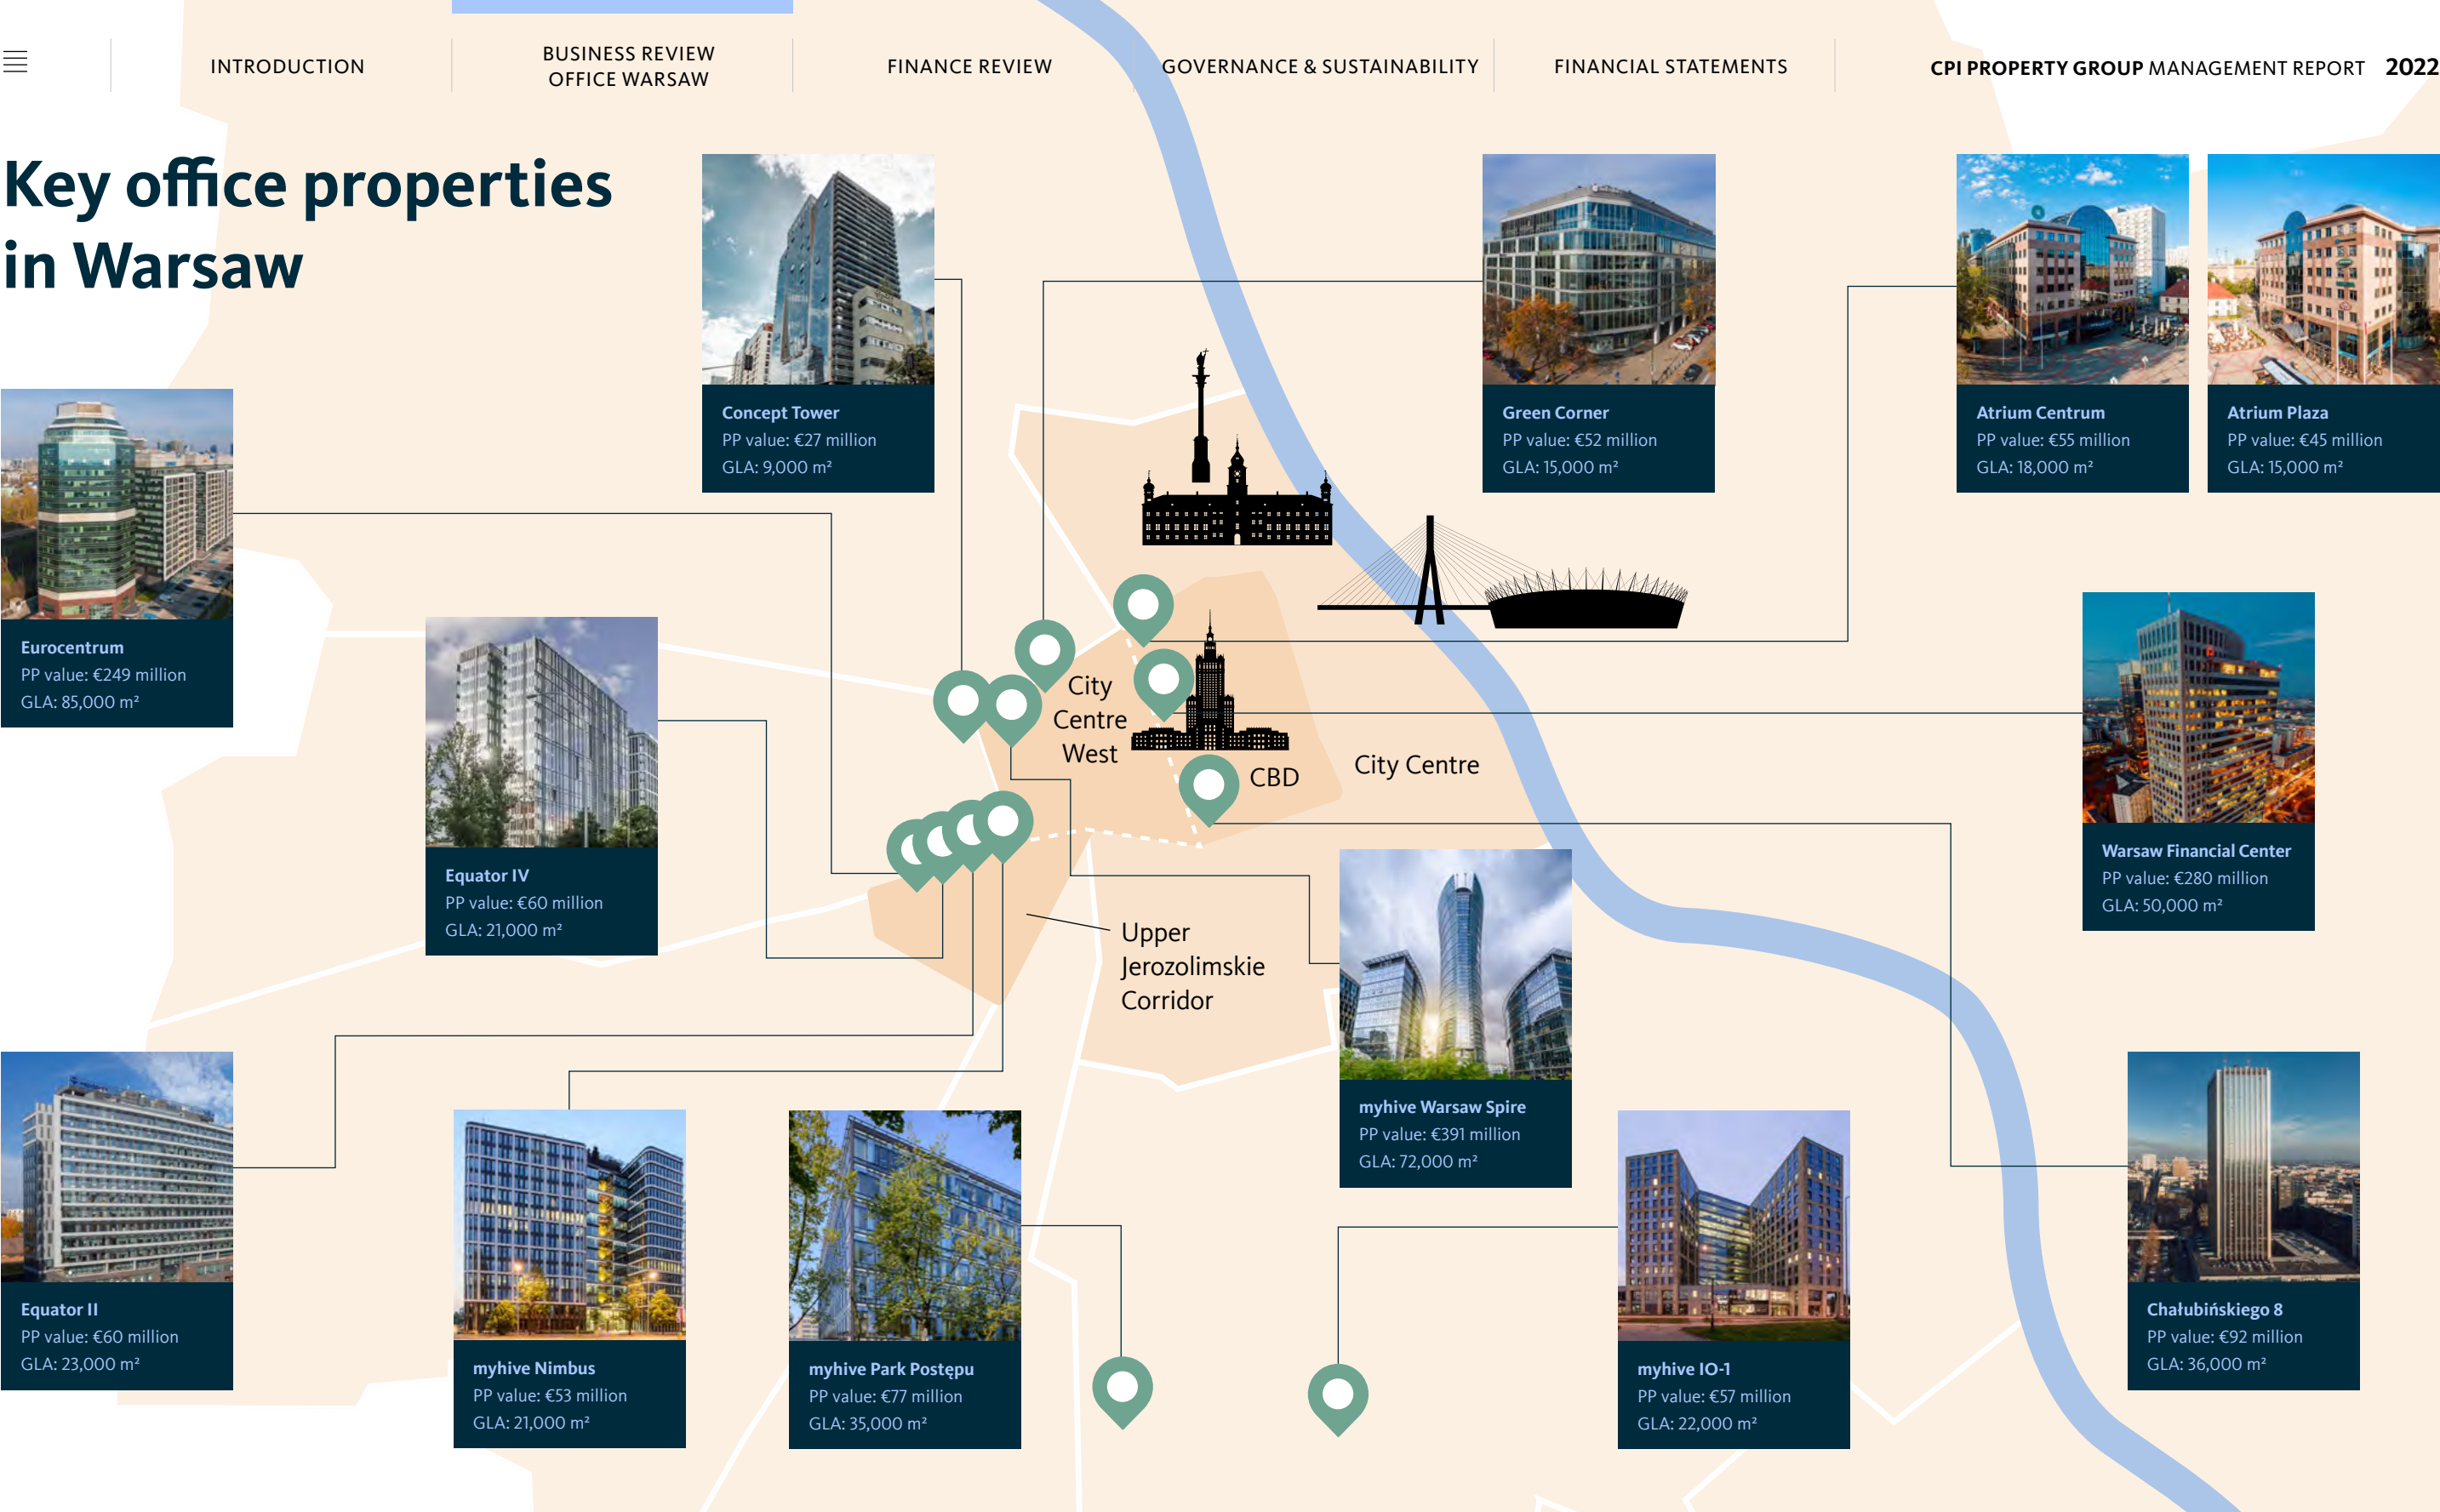 INTRODUCTION
BUSINESS REVIEW
OFFICE WARSAW
FINANCE REVIEW
GOVERNANCE & SUSTAINABILITY
FINANCIAL STATEMENTS
CPI PROPERTY GROUP MANAGEMENT REPORT 2022
Key office properties
in Warsaw
Concept Tower
PP value: €27 million
GLA: 9,000 m²
Green Corner
PP value: €52 million
GLA: 15,000 m²
Atrium Centrum
PP value: €55 million
GLA: 18,000 m²
Atrium Plaza
PP value: €45 million
GLA: 15,000 m²
Eurocentrum
PP value: €249 million
GLA: 85,000 m²
Equator IV
PP value: €60 million
GLA: 21,000 m²
City
Centre
West
CBD
City Centre
Warsaw Financial Center
PP value: €280 million
GLA: 50,000 m²
Upper
Jerozolimskie
Corridor
myhive Warsaw Spire
PP value: €391 million
GLA: 72,000 m²
Equator II
PP value: €60 million
GLA: 23,000 m²
myhive Nimbus
PP value: €53 million
GLA: 21,000 m²
myhive Park Postępu
PP value: €77 million
GLA: 35,000 m²
myhive IO-1
PP value: €57 million
GLA: 22,000 m²
Chałubińskiego 8
PP value: €92 million
GLA: 36,000 m²